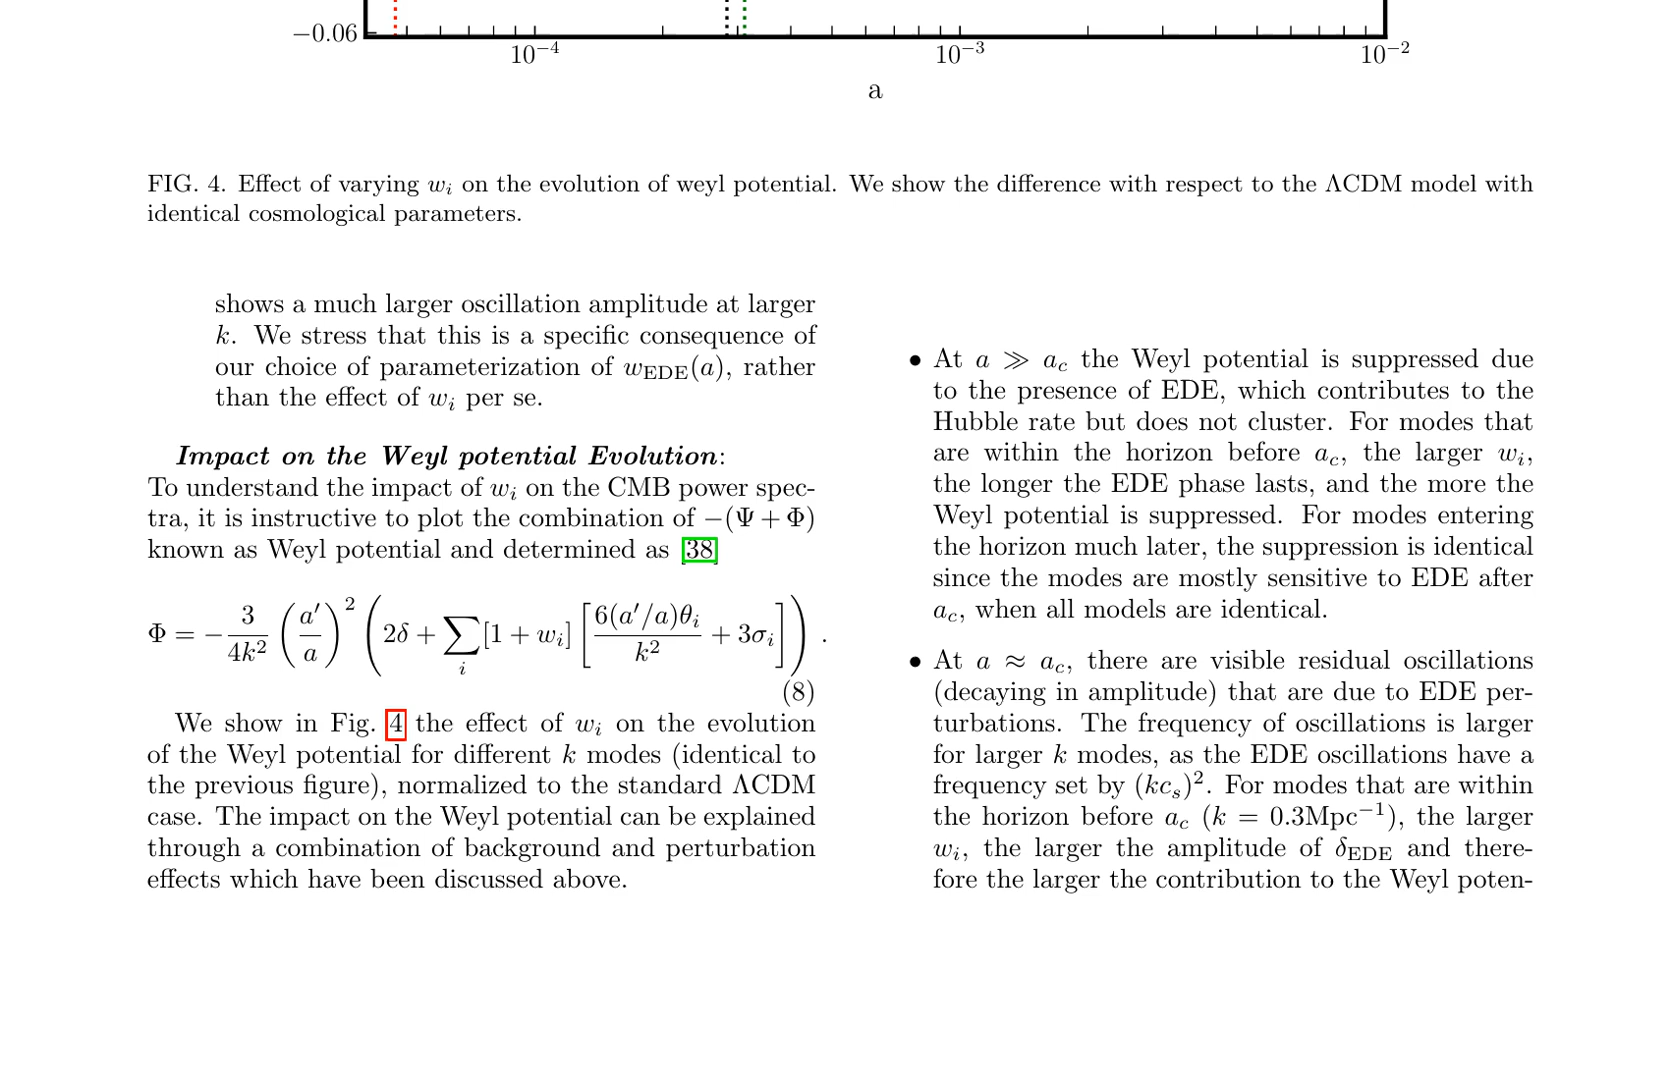 −0.06
10⁻⁴ 10⁻³ 10⁻²
a
FIG. 4. Effect of varying wᵢ on the evolution of weyl potential. We show the difference with respect to the ΛCDM model with
identical cosmological parameters.
shows a much larger oscillation amplitude at larger
k. We stress that this is a specific consequence of
our choice of parameterization of w_EDE(a), rather
than the effect of wᵢ per se.
Impact on the Weyl potential Evolution:
To understand the impact of wᵢ on the CMB power spec-
tra, it is instructive to plot the combination of −(Ψ + Φ)
known as Weyl potential and determined as [38]
Φ = −3/4k² (a′/a)² (2δ + ∑ᵢ[1 + wᵢ] [6(a′/a)θᵢ/k² + 3σᵢ]) .
(8)
We show in Fig. 4 the effect of wᵢ on the evolution
of the Weyl potential for different k modes (identical to
the previous figure), normalized to the standard ΛCDM
case. The impact on the Weyl potential can be explained
through a combination of background and perturbation
effects which have been discussed above.
• At a ≫ a_c the Weyl potential is suppressed due
to the presence of EDE, which contributes to the
Hubble rate but does not cluster. For modes that
are within the horizon before a_c, the larger wᵢ,
the longer the EDE phase lasts, and the more the
Weyl potential is suppressed. For modes entering
the horizon much later, the suppression is identical
since the modes are mostly sensitive to EDE after
a_c, when all models are identical.
• At a ≈ a_c, there are visible residual oscillations
(decaying in amplitude) that are due to EDE per-
turbations. The frequency of oscillations is larger
for larger k modes, as the EDE oscillations have a
frequency set by (kc_s)². For modes that are within
the horizon before a_c (k = 0.3Mpc⁻¹), the larger
wᵢ, the larger the amplitude of δ_EDE and there-
fore the larger the contribution to the Weyl poten-